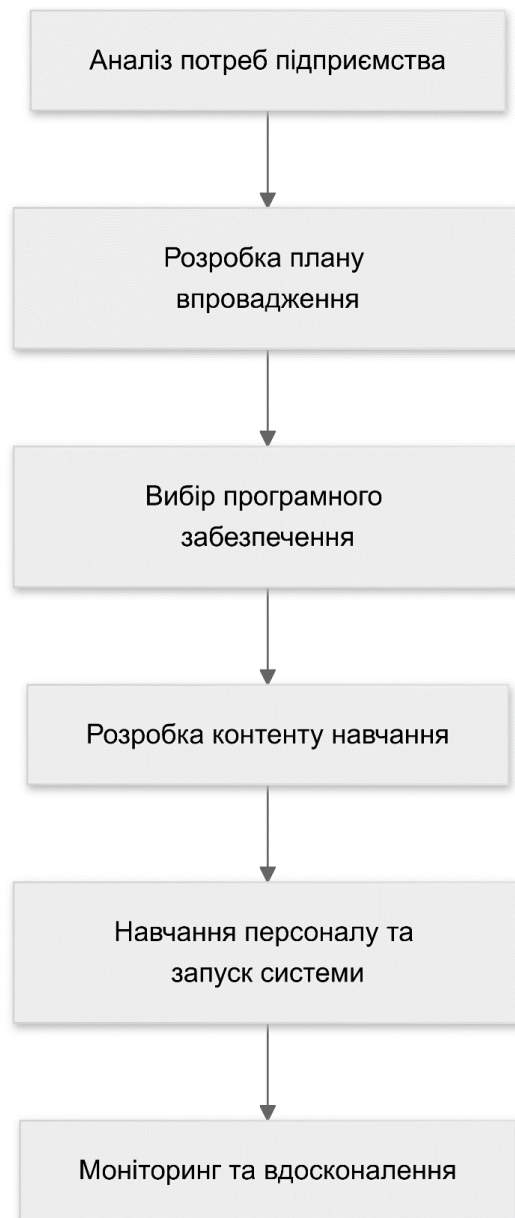 Аналіз потреб підприємства
Розробка плану
впровадження
Вибір програмного
забезпечення
Розробка контенту навчання
Навчання персоналу та
запуск системи
Моніторинг та вдосконалення